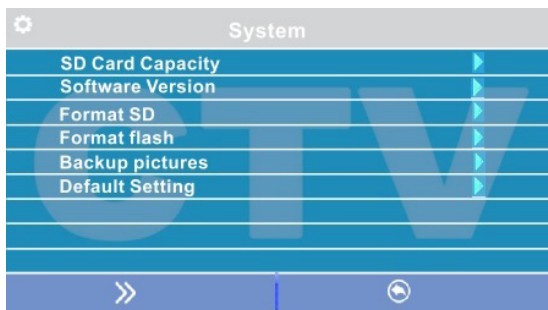 System
SD Card Capacity
Software Version
Format SD
Format flash
Backup pictures
Default Setting
CTV